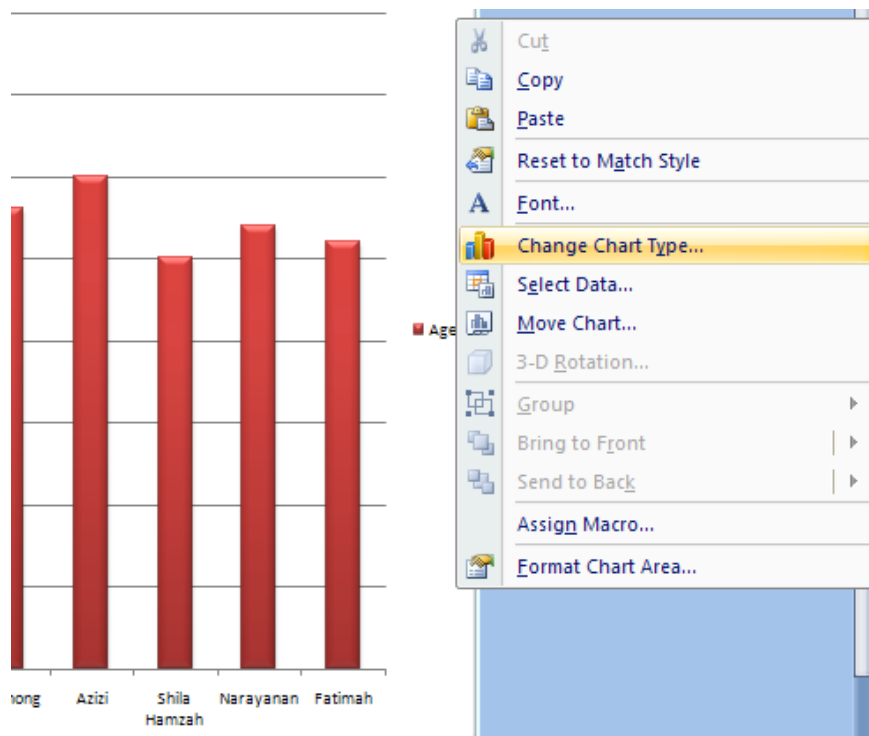 Cut
Copy
Paste
Reset to Match Style
Font...
Change Chart Type...
Select Data...
Move Chart...
3-D Rotation...
Group
Bring to Front
Send to Back
Assign Macro...
Format Chart Area...
Age
Azizi
Shila
Hamzah
Narayanan
Fatimah